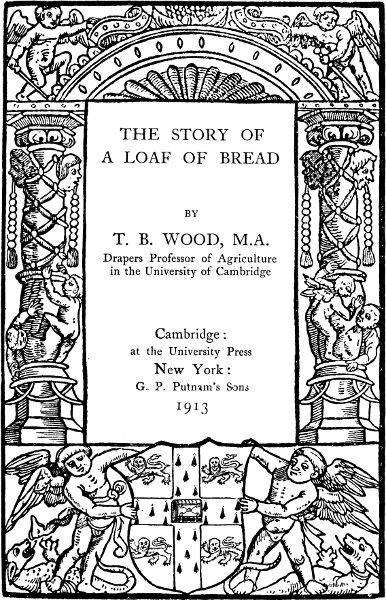 THE STORY OF
A LOAF OF BREAD
BY
T. B. WOOD, M.A.
Drapers Professor of Agriculture
in the University of Cambridge
Cambridge:
at the University Press
New York:
G. P. Putnam's Sons
1913